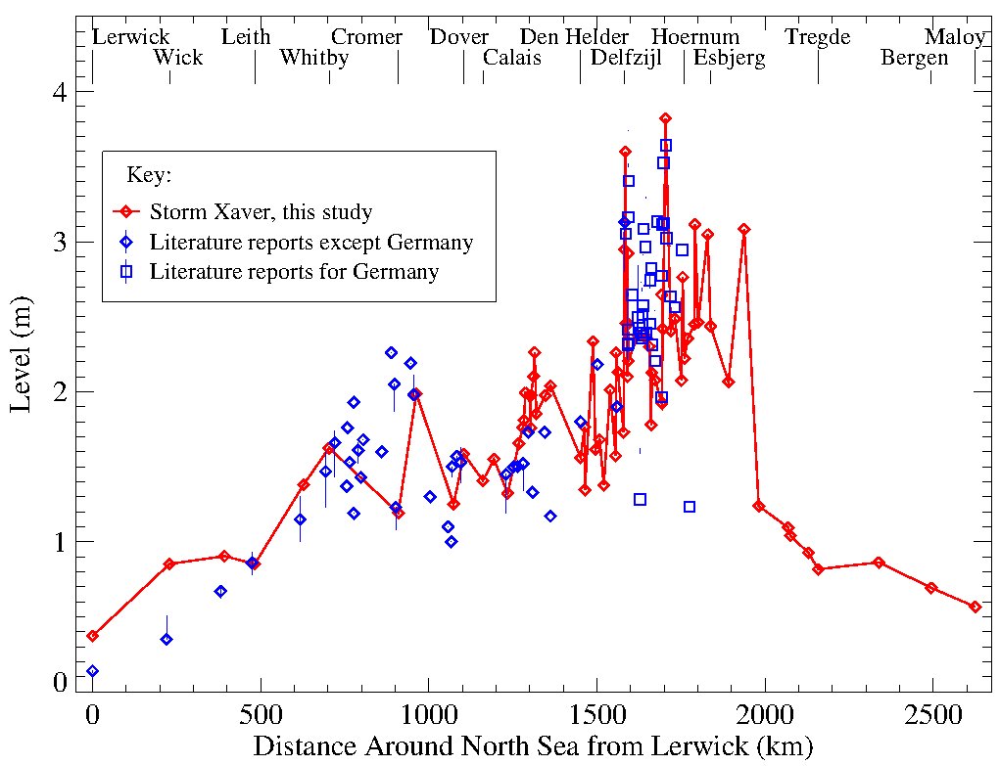 Lerwick Leith Cromer Dover Den Helder Hoernum Tregde Maloy
Wick Whitby Calais Delfzijl Esbjerg Bergen
4
Key:
Storm Xaver, this study
Literature reports except Germany
Literature reports for Germany
3
2
1
0
Level (m)
0 500 1000 1500 2000 2500
Distance Around North Sea from Lerwick (km)